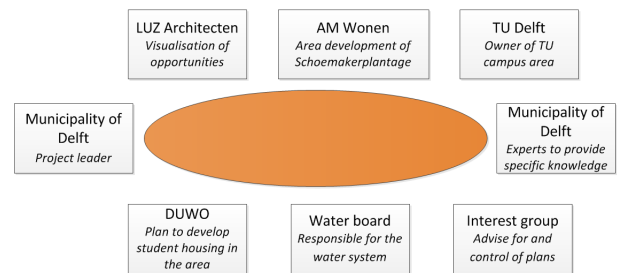 LUZ Architecten
Visualisation of
opportunities
AM Wonen
Area development of
Schoemakerplantage
TU Delft
Owner of TU
campus area
Municipality of
Delft
Project leader
Municipality of
Delft
Experts to provide
specific knowledge
DUWO
Plan to develop
student housing in
the area
Water board
Responsible for the
water system
Interest group
Advise for and
control of plans